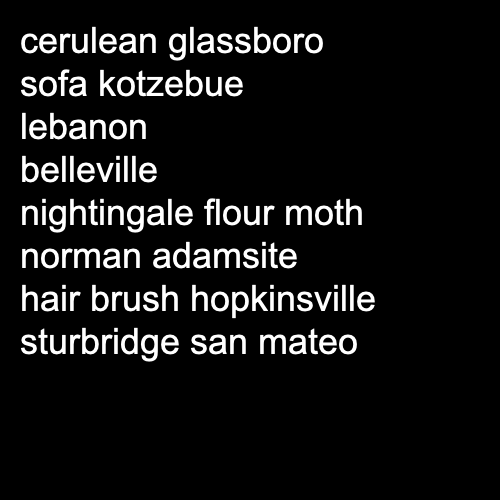 cerulean glassboro
sofa kotzebue
lebanon
belleville
nightingale flour moth
norman adamsite
hair brush hopkinsville
sturbridge san mateo